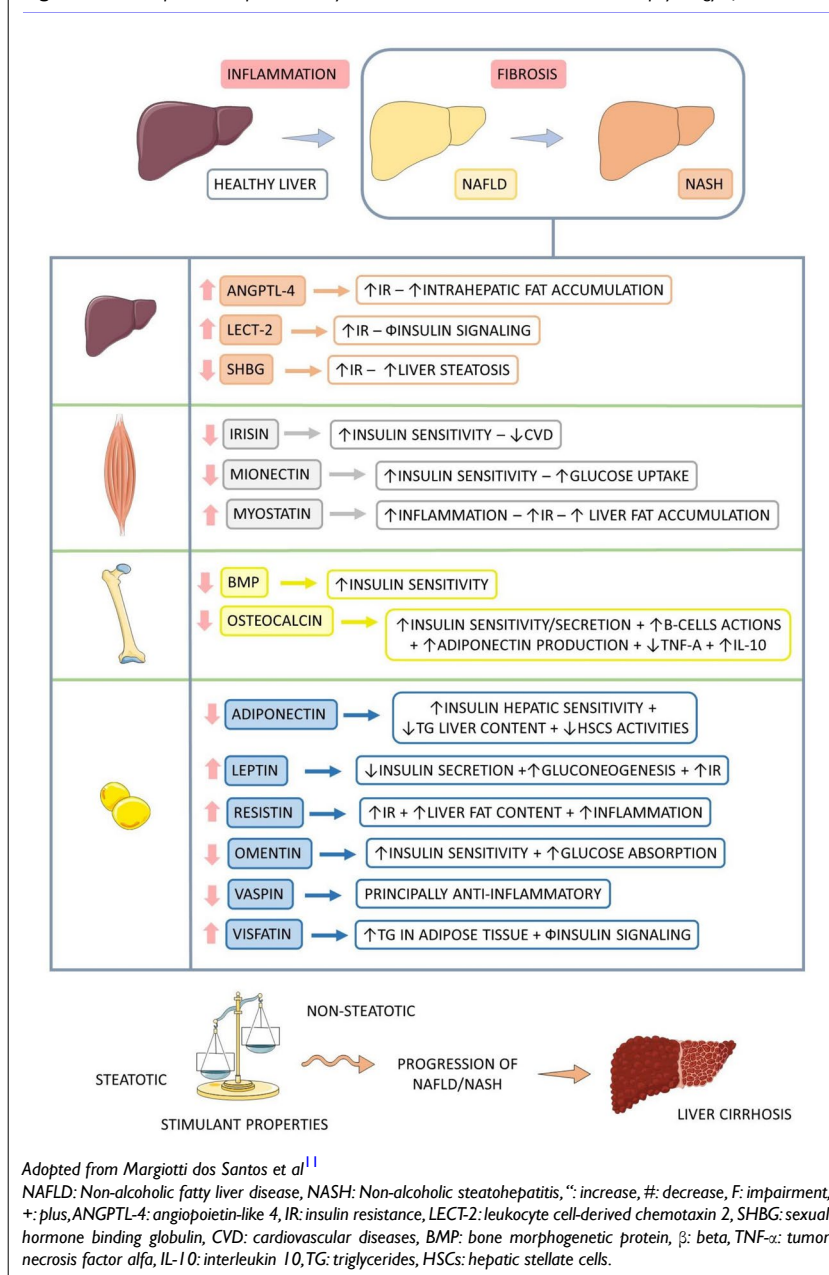 INFLAMMATION
FIBROSIS
HEALTHY LIVER
NAFLD
NASH
↑ ANGPTL-4 → ↑IR – ↑INTRAHEPATIC FAT ACCUMULATION
↑ LECT-2 → ↑IR – ΦINSULIN SIGNALING
↓ SHBG → ↑IR – ↑LIVER STEATOSIS
↓ IRISIN → ↑INSULIN SENSITIVITY – ↓CVD
↓ MIONECTIN → ↑INSULIN SENSITIVITY – ↑GLUCOSE UPTAKE
↑ MYOSTATIN → ↑INFLAMMATION – ↑IR – ↑ LIVER FAT ACCUMULATION
↓ BMP → ↑INSULIN SENSITIVITY
↓ OSTEOCALCIN → ↑INSULIN SENSITIVITY/SECRETION + ↑B-CELLS ACTIONS
+ ↑ADIPONECTIN PRODUCTION + ↓TNF-A + ↑IL-10
↓ ADIPONECTIN → ↑INSULIN HEPATIC SENSITIVITY +
↓TG LIVER CONTENT + ↓HSCS ACTIVITIES
↑ LEPTIN → ↓INSULIN SECRETION +↑GLUCONEOGENESIS + ↑IR
↑ RESISTIN → ↑IR + ↑LIVER FAT CONTENT + ↑INFLAMMATION
↓ OMENTIN → ↑INSULIN SENSITIVITY + ↑GLUCOSE ABSORPTION
↓ VASPIN → PRINCIPALLY ANTI-INFLAMMATORY
↑ VISFATIN → ↑TG IN ADIPOSE TISSUE + ΦINSULIN SIGNALING
NON-STEATOTIC
STEATOTIC
STIMULANT PROPERTIES
PROGRESSION OF
NAFLD/NASH
LIVER CIRRHOSIS
Adopted from Margiotti dos Santos et al11
NAFLD: Non-alcoholic fatty liver disease, NASH: Non-alcoholic steatohepatitis, “: increase, #: decrease, F: impairment,
+: plus, ANGPTL-4: angiopoietin-like 4, IR: insulin resistance, LECT-2: leukocyte cell-derived chemotaxin 2, SHBG: sexual
hormone binding globulin, CVD: cardiovascular diseases, BMP: bone morphogenetic protein, β: beta, TNF-α: tumor
necrosis factor alfa, IL-10: interleukin 10, TG: triglycerides, HSCs: hepatic stellate cells.